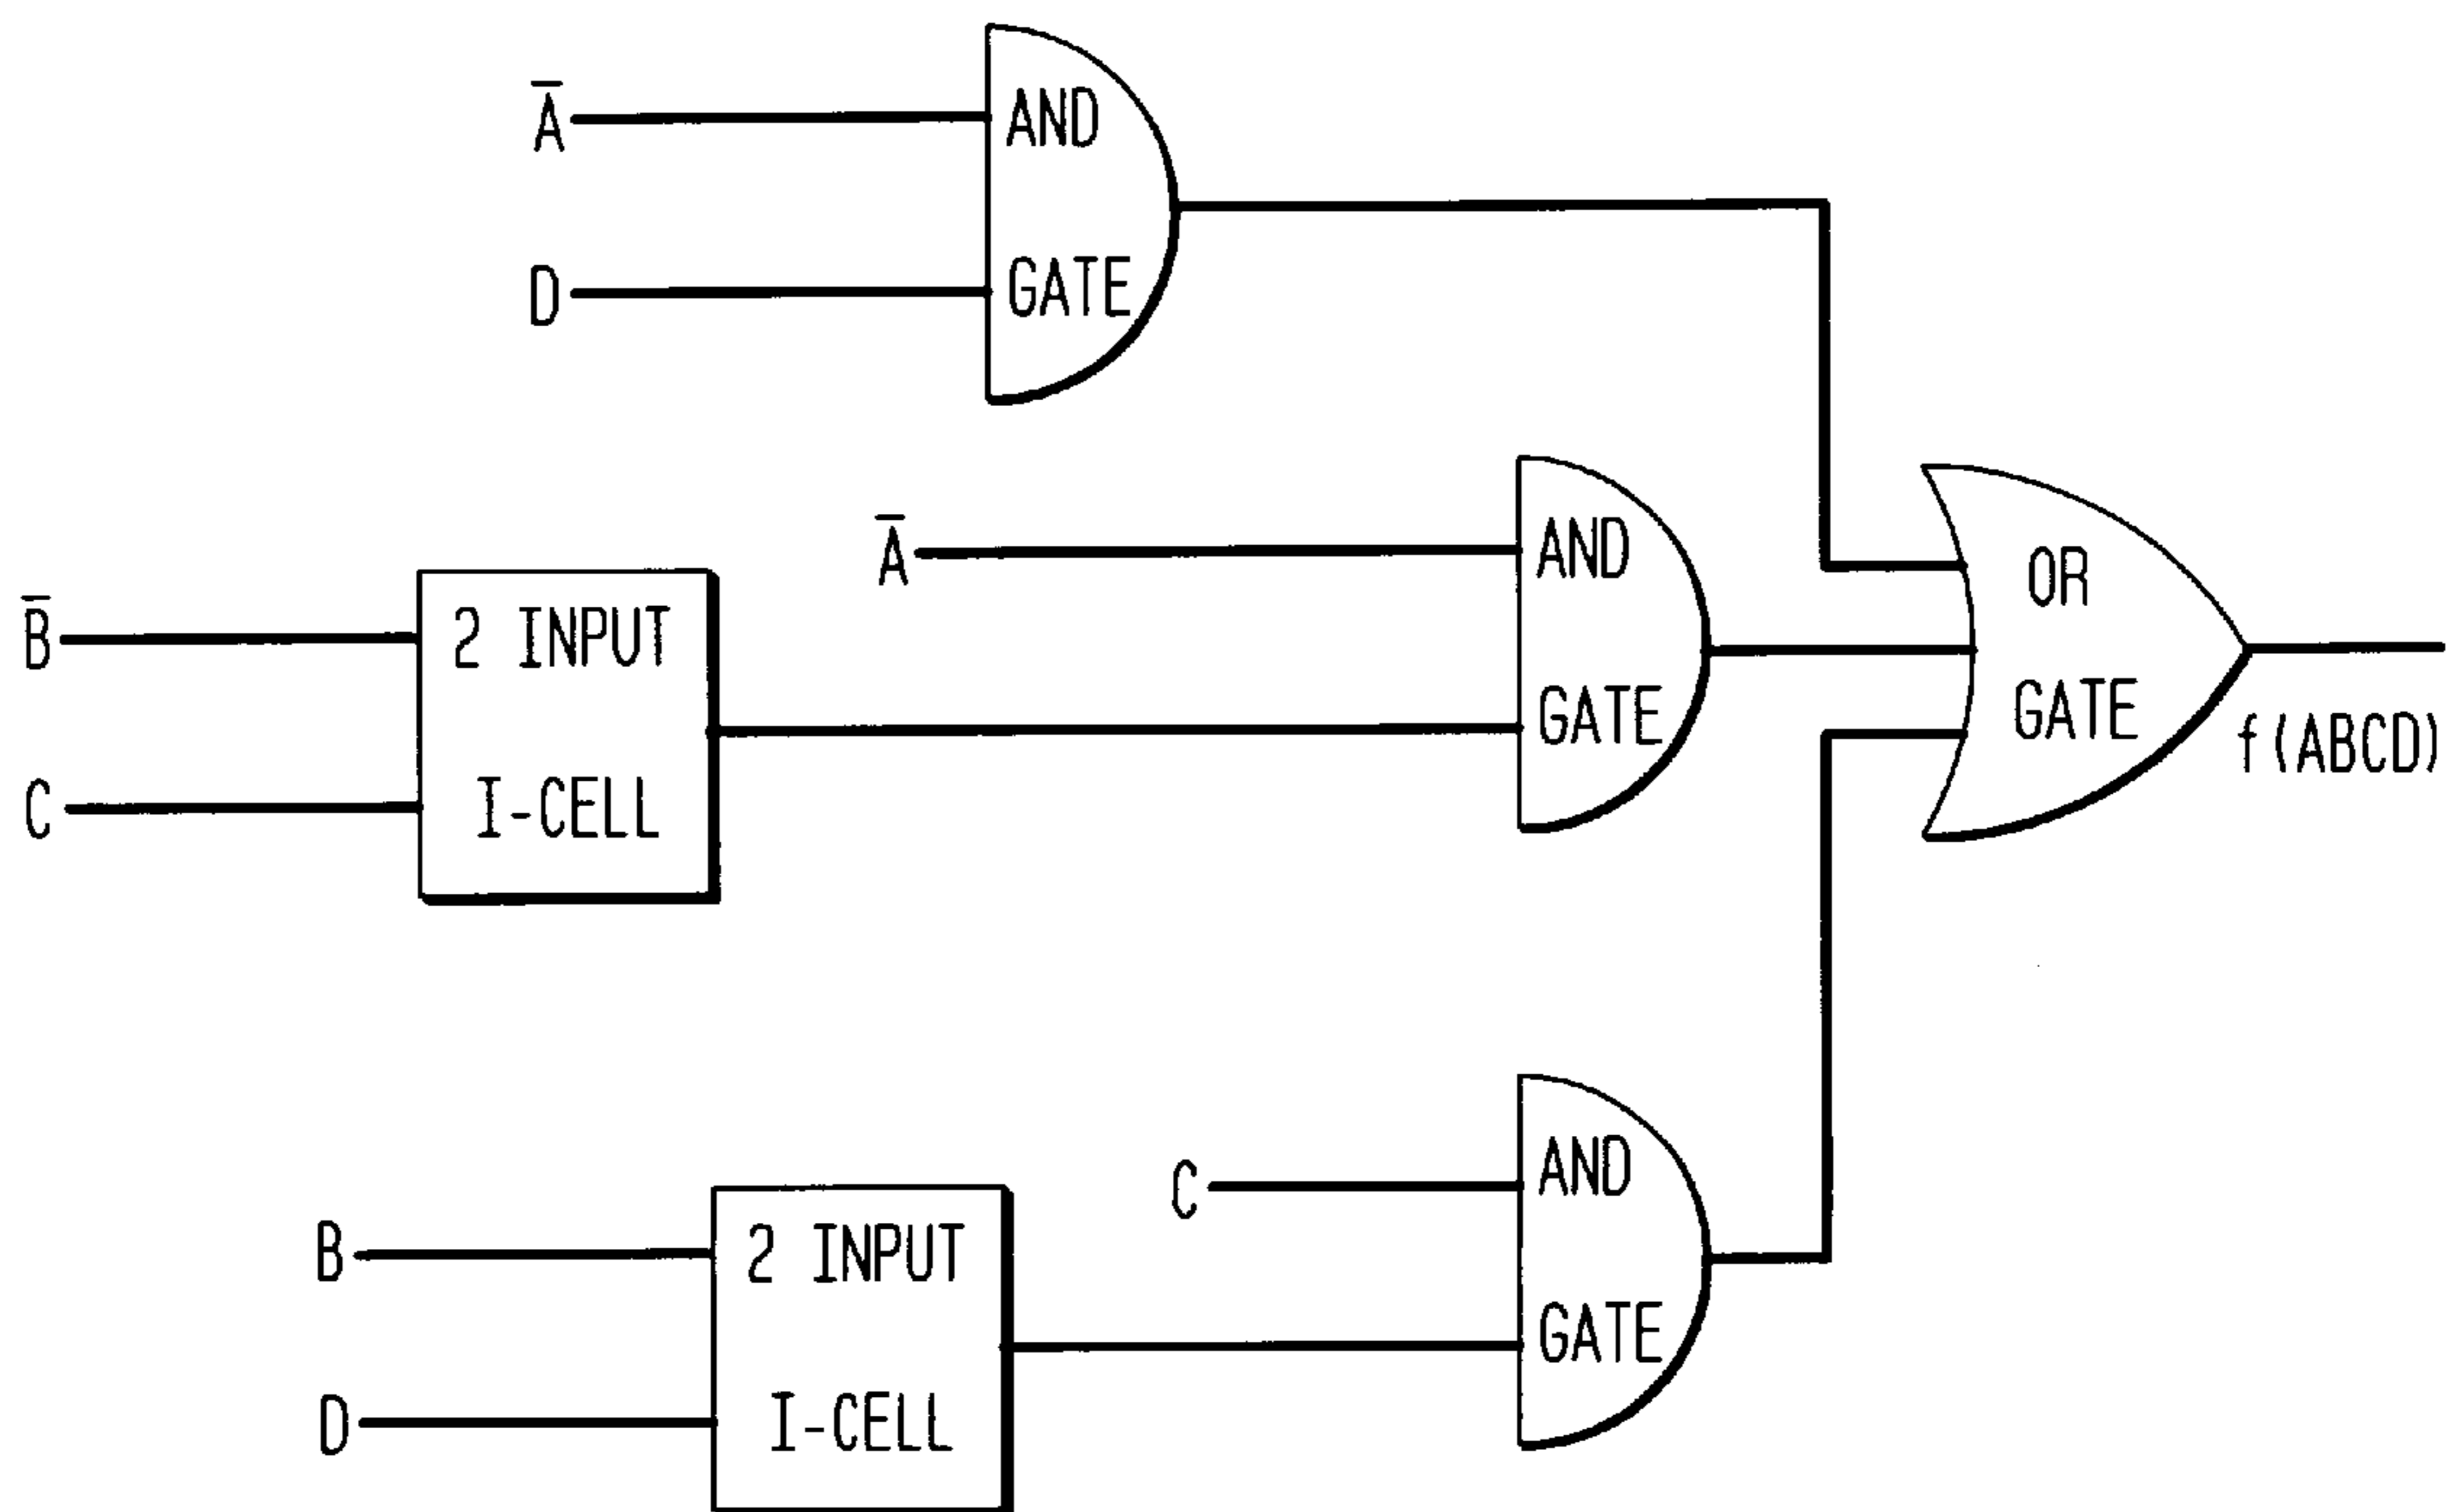 A̅
AND
D
GATE
A̅
AND
OR
B̅
2 INPUT
GATE
GATE
f(ABCD)
C
I-CELL
C
AND
B
2 INPUT
GATE
D
I-CELL